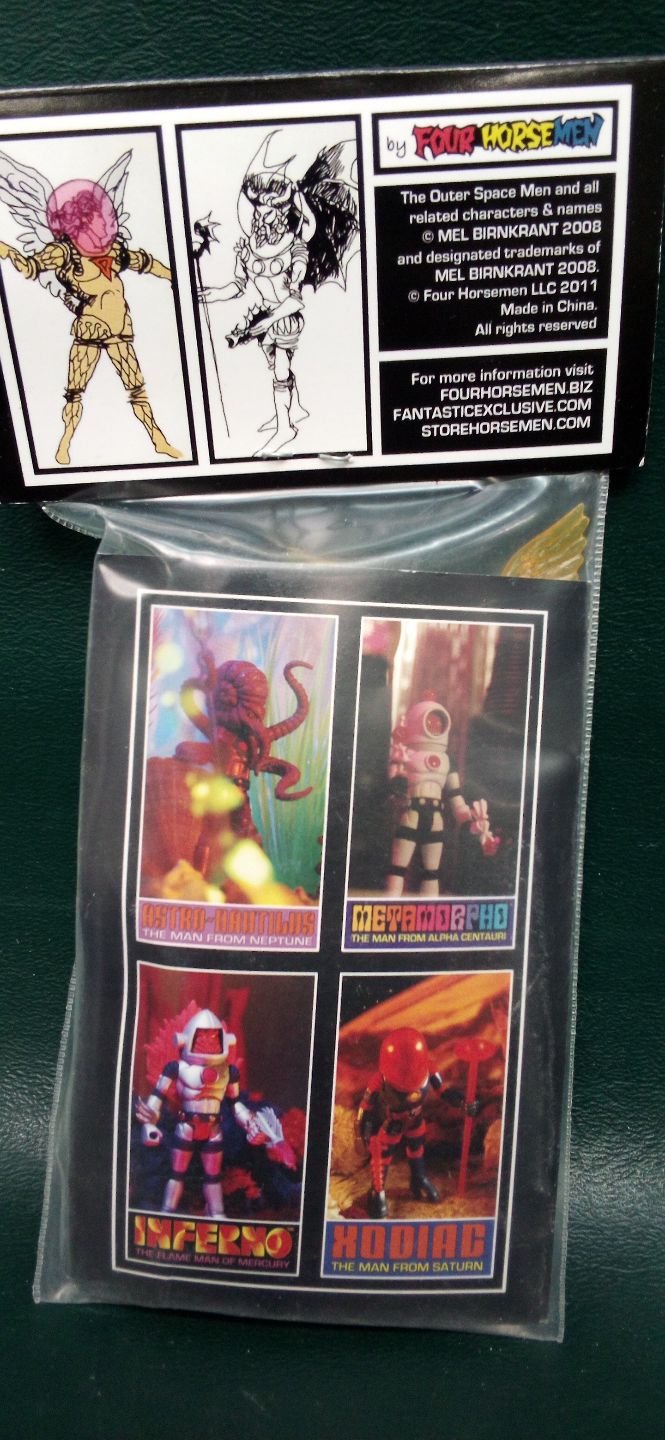 by FOUR HORSEMEN
The Outer Space Men and all
related characters & names
© MEL BIRNKRANT 2008
and designated trademarks of
MEL BIRNKRANT 2008.
© Four Horsemen LLC 2011
Made in China.
All rights reserved
For more information visit
FOURHORSEMEN.BIZ
FANTASTICEXCLUSIVE.COM
STOREHORSEMEN.COM
ASTRO-NAUTILUS
THE MAN FROM NEPTUNE
METAMORPHO
THE MAN FROM ALPHA CENTAURI
INFERNO
THE FLAME MAN OF MERCURY
XODIAC
THE MAN FROM SATURN